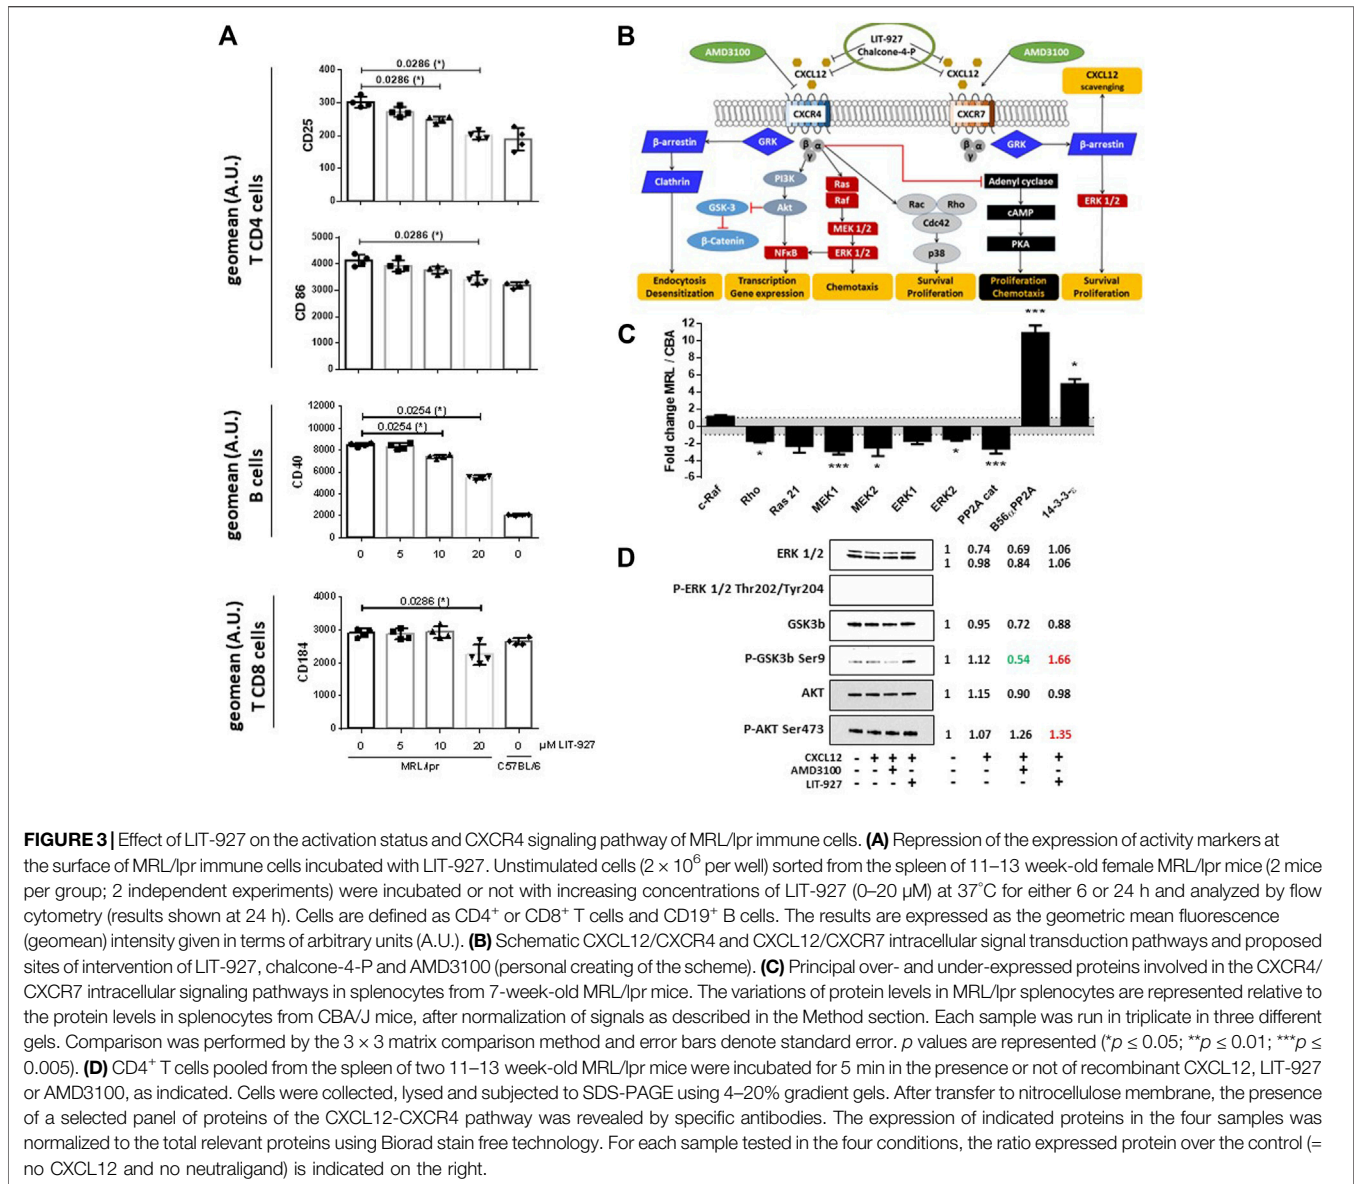 A
0.0286 (*)
0.0286 (*)
400
300
200
100
0
CD25
geomean (A.U.)
T CD4 cells
0.0286 (*)
5000
4000
3000
2000
1000
0
CD 86
0.0254 (*)
0.0254 (*)
12000
10000
8000
6000
4000
2000
0
CD40
geomean (A.U.)
B cells
0 5 10 20 0
0.0286 (*)
4000
3000
2000
1000
0
CD184
geomean (A.U.)
T CD8 cells
0 5 10 20 0 µM LIT-927
MRL/lpr C57BL/6
B
LIT-927
Chalcone-4-P
AMD3100 AMD3100
CXCL12 CXCL12
CXCL12
scavenging
CXCR4 CXCR7
β-arrestin GRK β α γ β α γ GRK β-arrestin
Clathrin PI3K Ras Adenyl cyclase
GSK-3 Akt Raf Rac Rho cAMP ERK 1/2
MEK 1/2 Cdc42
β-Catenin PKA
NFκB ERK 1/2 p38
Endocytosis
Desensitization
Transcription
Gene expression
Chemotaxis
Survival
Proliferation
Proliferation
Chemotaxis
Survival
Proliferation
C
Fold change MRL / CBA
12
10
8
6
4
2
0
-2
-4
-6
*** *
* *** * * ***
c-Raf Rho Ras 21 MEK1 MEK2 ERK1 ERK2 PP2A cat B56αPP2A 14-3-3-ε
D
ERK 1/2 1 0.74 0.69 1.06
1 0.98 0.84 1.06
P-ERK 1/2 Thr202/Tyr204
GSK3b 1 0.95 0.72 0.88
P-GSK3b Ser9 1 1.12 0.54 1.66
AKT 1 1.15 0.90 0.98
P-AKT Ser473 1 1.07 1.26 1.35
CXCL12 - + + + - + + +
AMD3100 - - + - - - + -
LIT-927 - - - + - - - +
FIGURE 3 | Effect of LIT-927 on the activation status and CXCR4 signaling pathway of MRL/lpr immune cells. (A) Repression of the expression of activity markers at
the surface of MRL/lpr immune cells incubated with LIT-927. Unstimulated cells (2 × 10⁶ per well) sorted from the spleen of 11–13 week-old female MRL/lpr mice (2 mice
per group; 2 independent experiments) were incubated or not with increasing concentrations of LIT-927 (0–20 µM) at 37°C for either 6 or 24 h and analyzed by flow
cytometry (results shown at 24 h). Cells are defined as CD4⁺ or CD8⁺ T cells and CD19⁺ B cells. The results are expressed as the geometric mean fluorescence
(geomean) intensity given in terms of arbitrary units (A.U.). (B) Schematic CXCL12/CXCR4 and CXCL12/CXCR7 intracellular signal transduction pathways and proposed
sites of intervention of LIT-927, chalcone-4-P and AMD3100 (personal creating of the scheme). (C) Principal over- and under-expressed proteins involved in the CXCR4/
CXCR7 intracellular signaling pathways in splenocytes from 7-week-old MRL/lpr mice. The variations of protein levels in MRL/lpr splenocytes are represented relative to
the protein levels in splenocytes from CBA/J mice, after normalization of signals as described in the Method section. Each sample was run in triplicate in three different
gels. Comparison was performed by the 3 × 3 matrix comparison method and error bars denote standard error. p values are represented (*p ≤ 0.05; **p ≤ 0.01; ***p ≤
0.005). (D) CD4⁺ T cells pooled from the spleen of two 11–13 week-old MRL/lpr mice were incubated for 5 min in the presence or not of recombinant CXCL12, LIT-927
or AMD3100, as indicated. Cells were collected, lysed and subjected to SDS-PAGE using 4–20% gradient gels. After transfer to nitrocellulose membrane, the presence
of a selected panel of proteins of the CXCL12-CXCR4 pathway was revealed by specific antibodies. The expression of indicated proteins in the four samples was
normalized to the total relevant proteins using Biorad stain free technology. For each sample tested in the four conditions, the ratio expressed protein over the control (=
no CXCL12 and no neutraligand) is indicated on the right.